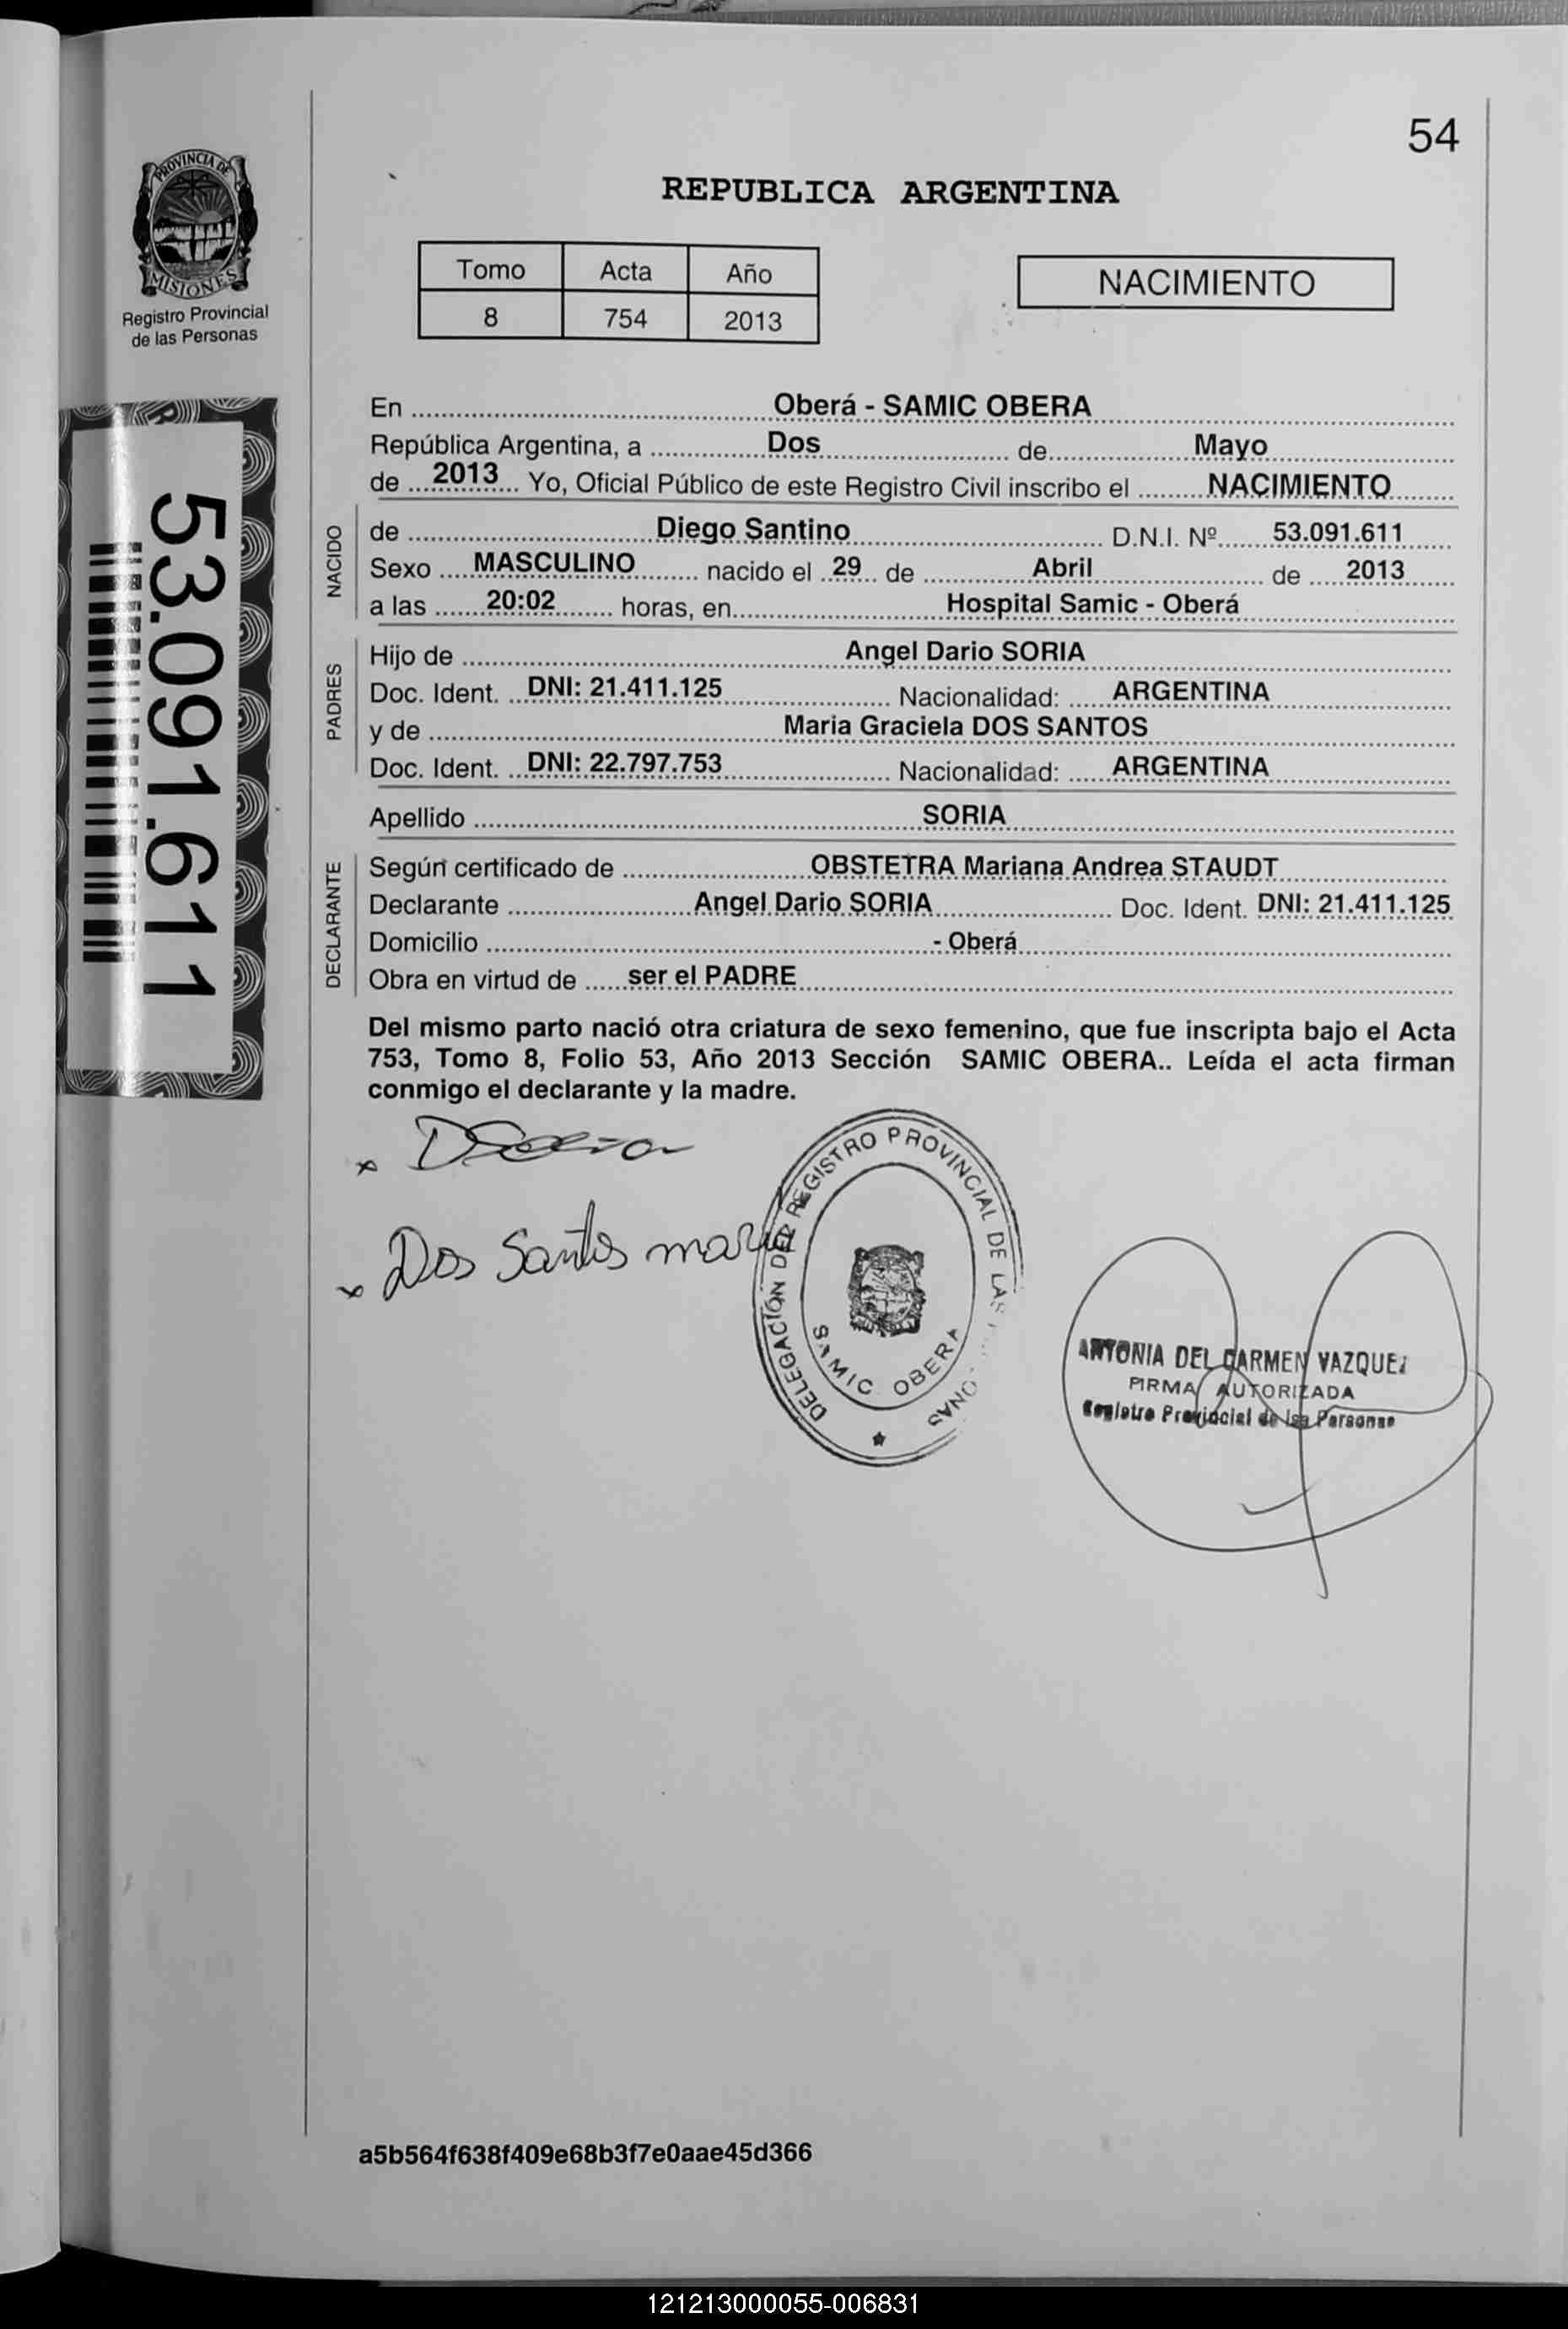 54
PROVINCIA DE
MISIONES
Registro Provincial
de las Personas
REPUBLICA ARGENTINA
Tomo Acta Año
8 754 2013
NACIMIENTO
53.091.611
En Oberá - SAMIC OBERA
República Argentina, a Dos de Mayo
de 2013 Yo, Oficial Público de este Registro Civil inscribo el NACIMIENTO
NACIDO
de Diego Santino D.N.I. Nº 53.091.611
Sexo MASCULINO nacido el 29 de Abril de 2013
a las 20:02 horas, en Hospital Samic - Oberá
PADRES
Hijo de Angel Dario SORIA
Doc. Ident. DNI: 21.411.125 Nacionalidad: ARGENTINA
y de Maria Graciela DOS SANTOS
Doc. Ident. DNI: 22.797.753 Nacionalidad: ARGENTINA
Apellido SORIA
DECLARANTE
Según certificado de OBSTETRA Mariana Andrea STAUDT
Declarante Angel Dario SORIA Doc. Ident. DNI: 21.411.125
Domicilio - Oberá
Obra en virtud de ser el PADRE
Del mismo parto nació otra criatura de sexo femenino, que fue inscripta bajo el Acta
753, Tomo 8, Folio 53, Año 2013 Sección SAMIC OBERA.. Leída el acta firman
conmigo el declarante y la madre.
x
x Dos Santos maria
DELEGACIÓN DEL REGISTRO PROVINCIAL DE LAS
SAMIC OBERA
ANTONIA DEL CARMEN VAZQUEZ
FIRMA AUTORIZADA
Registro Provincial de las Personas
a5b564f638f409e68b3f7e0aae45d366
121213000055-006831